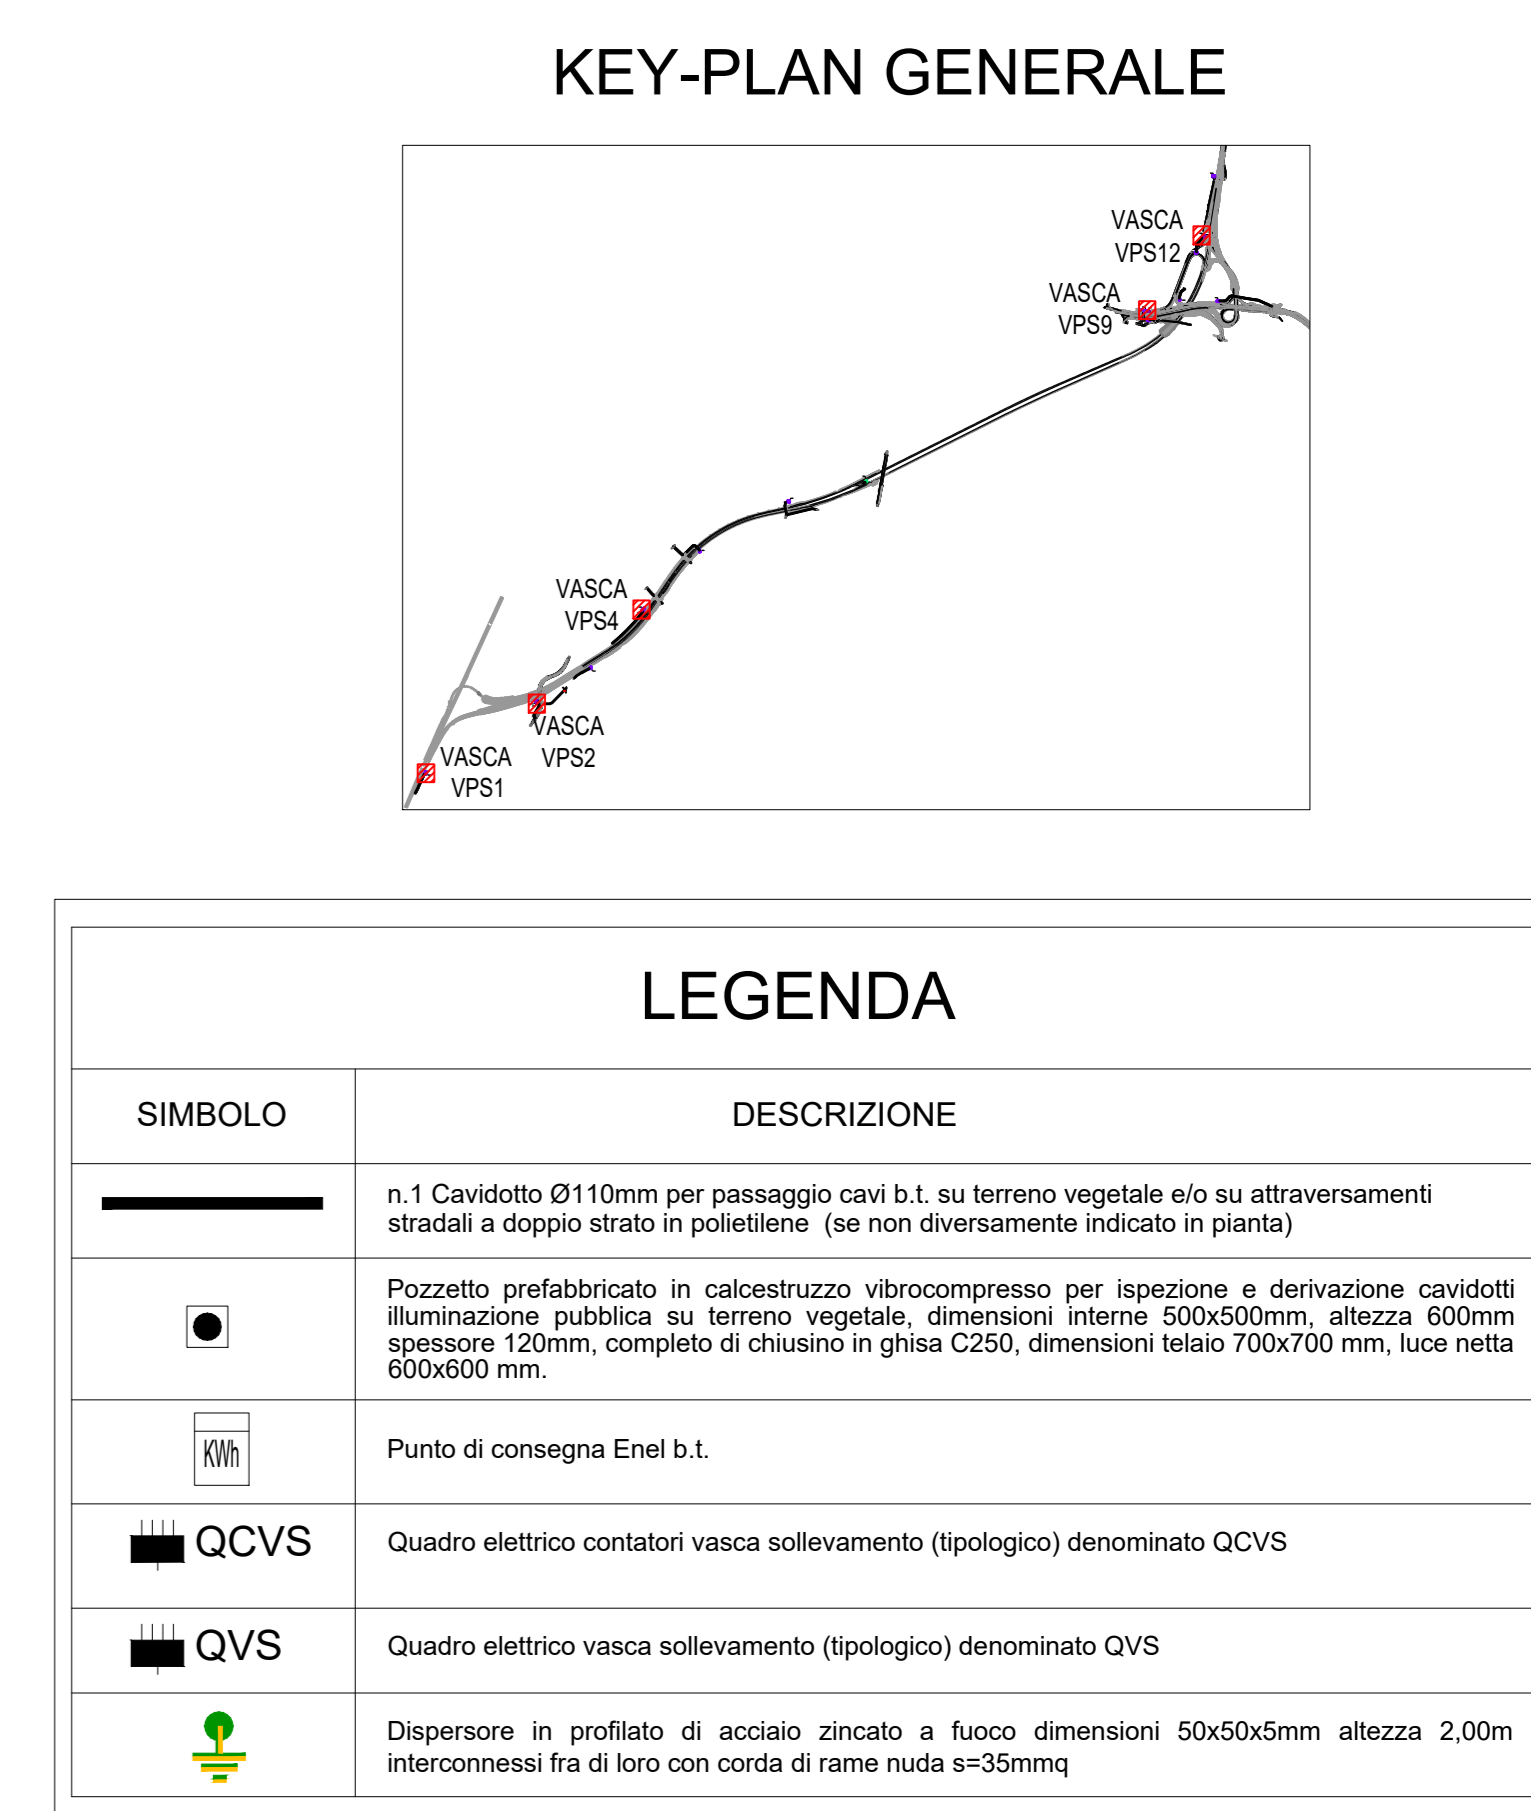 KEY-PLAN GENERALE
VASCA
VPS12
VASCA
VPS9
VASCA
VPS4
VASCA
VPS2
VASCA
VPS1
LEGENDA
SIMBOLO
DESCRIZIONE
n.1 Cavidotto Ø110mm per passaggio cavi b.t. su terreno vegetale e/o su attraversamenti
stradali a doppio strato in polietilene (se non diversamente indicato in pianta)
Pozzetto prefabbricato in calcestruzzo vibrocompresso per ispezione e derivazione cavidotti
illuminazione pubblica su terreno vegetale, dimensioni interne 500x500mm, altezza 600mm
spessore 120mm, completo di chiusino in ghisa C250, dimensioni telaio 700x700 mm, luce netta
600x600 mm.
KWh
Punto di consegna Enel b.t.
QCVS
Quadro elettrico contatori vasca sollevamento (tipologico) denominato QCVS
QVS
Quadro elettrico vasca sollevamento (tipologico) denominato QVS
Dispersore in profilato di acciaio zincato a fuoco dimensioni 50x50x5mm altezza 2,00m
interconnessi fra di loro con corda di rame nuda s=35mmq